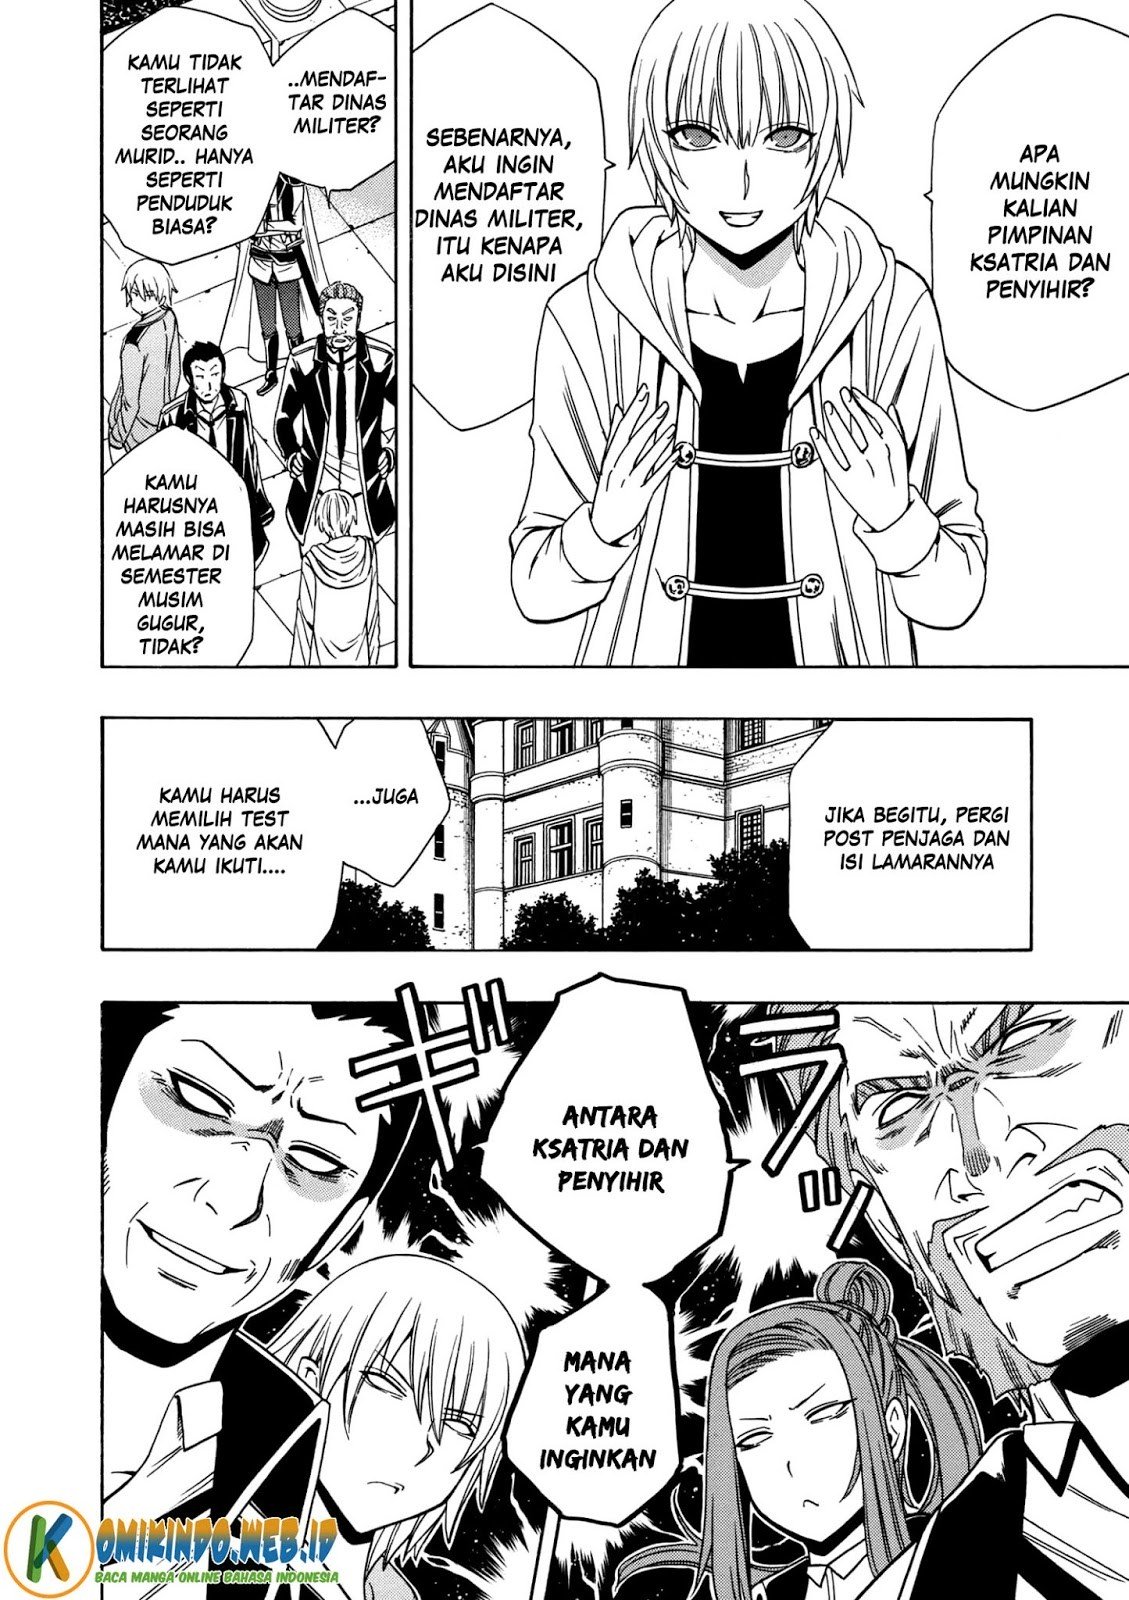 APA
MUNGKIN
KALIAN
PIMPINAN
KSATRIA DAN
PENYIHIR?
SEBENARNYA,
AKU INGIN
MENDAFTAR
DINAS MILITER,
ITU KENAPA
AKU DISINI
..MENDAF-
TAR DINAS
MILITER?
KAMU TIDAK
TERLIHAT
SEPERTI
SEORANG
MURID.. HANYA
SEPERTI
PENDUDUK
BIASA?
KAMU
HARUSNYA
MASIH BISA
MELAMAR DI
SEMESTER
MUSIM
GUGUR,
TIDAK?
JIKA BEGITU, PERGI
POST PENJAGA DAN
ISI LAMARANNYA
...JUGA
KAMU HARUS
MEMILIH TEST
MANA YANG AKAN
KAMU IKUTI....
ギラ
ギラ
ANTARA
KSATRIA DAN
PENYIHIR
MANA
YANG
KAMU
INGINKAN
KOMIKINDO.WEB.ID
BACA MANGA ONLINE BAHASA INDONESIA